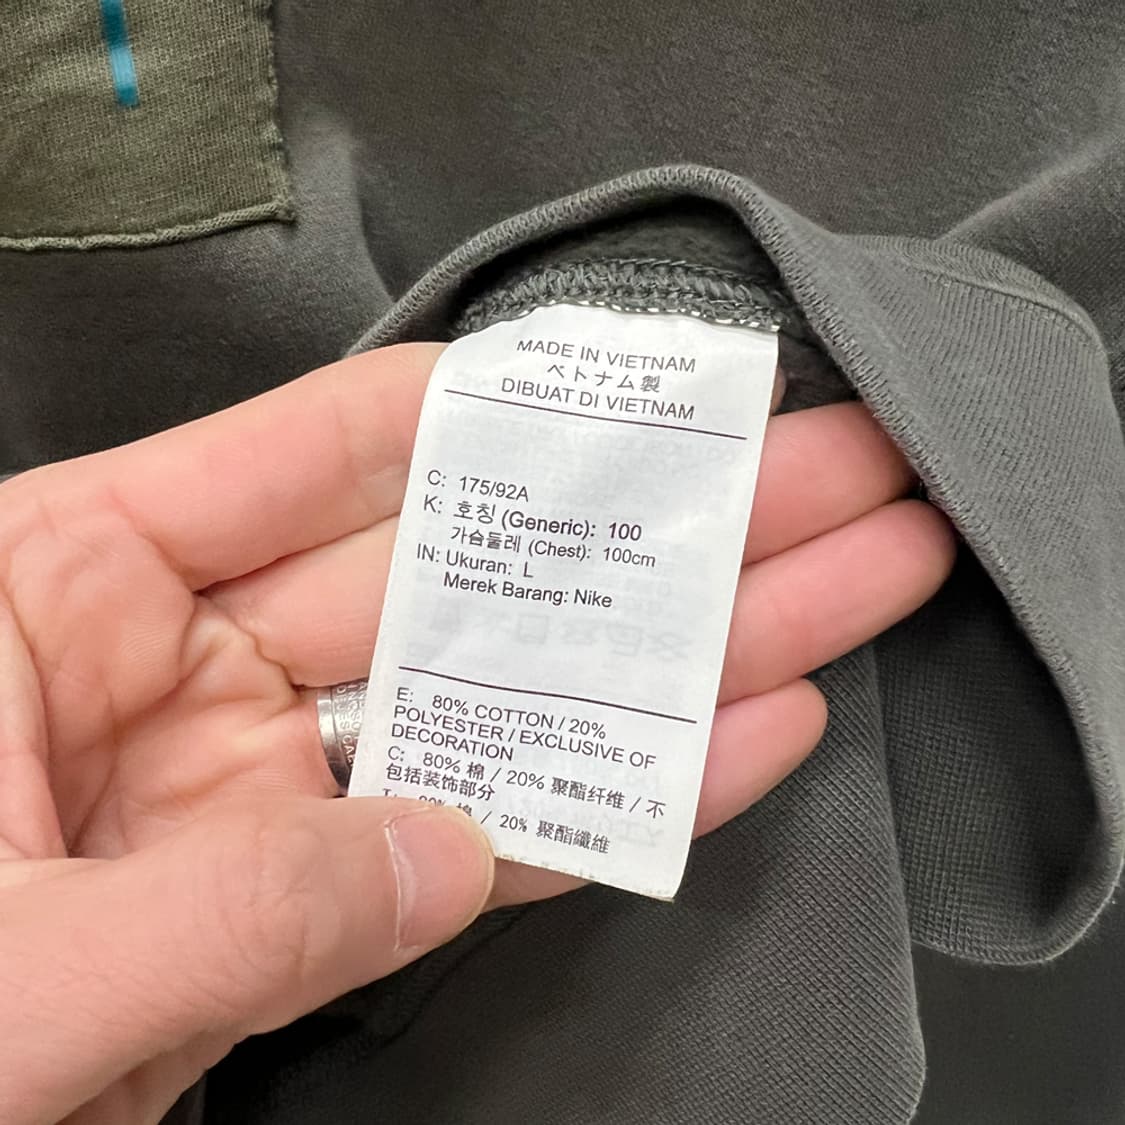 MADE IN VIETNAM
ベトナム製
DIBUAT DI VIETNAM
C: 175/92A
K: 호칭 (Generic): 100
가슴둘레 (Chest): 100cm
IN: Ukuran: L
Merek Barang: Nike
E: 80% COTTON / 20%
POLYESTER / EXCLUSIVE OF
DECORATION
C: 80% 棉 / 20% 聚酯纤维 / 不
包括装饰部分
80% 棉 / 20% 聚酯纖維